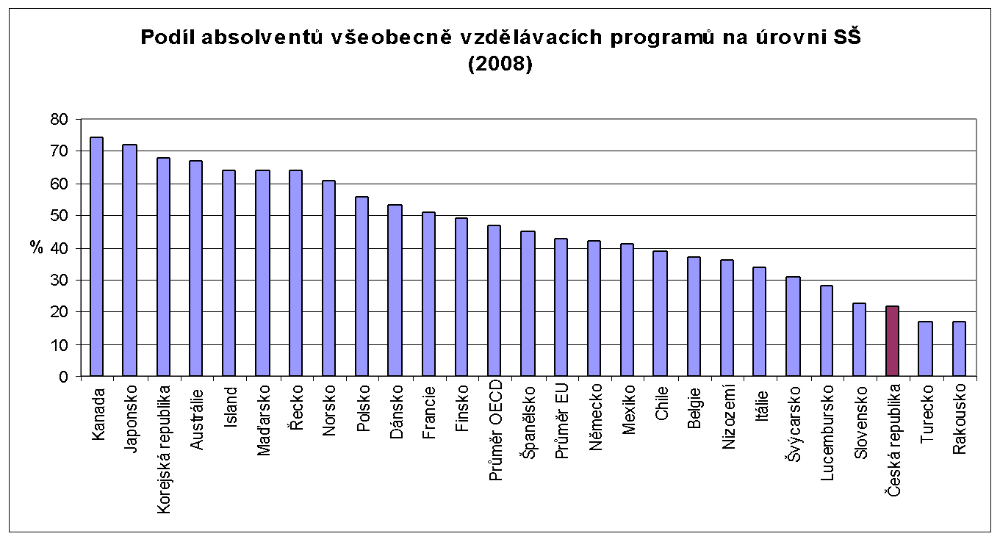 Podíl absolventů všeobecně vzdělávacích programů na úrovni SŠ
(2008)
80
70
60
50
% 40
30
20
10
0
Kanada
Japonsko
Korejská republika
Austrálie
Island
Maďarsko
Řecko
Norsko
Polsko
Dánsko
Francie
Finsko
Průměr OECD
Španělsko
Průměr EU
Německo
Mexiko
Chile
Belgie
Nizozemí
Itálie
Švýcarsko
Lucembursko
Slovensko
Česká republika
Turecko
Rakousko